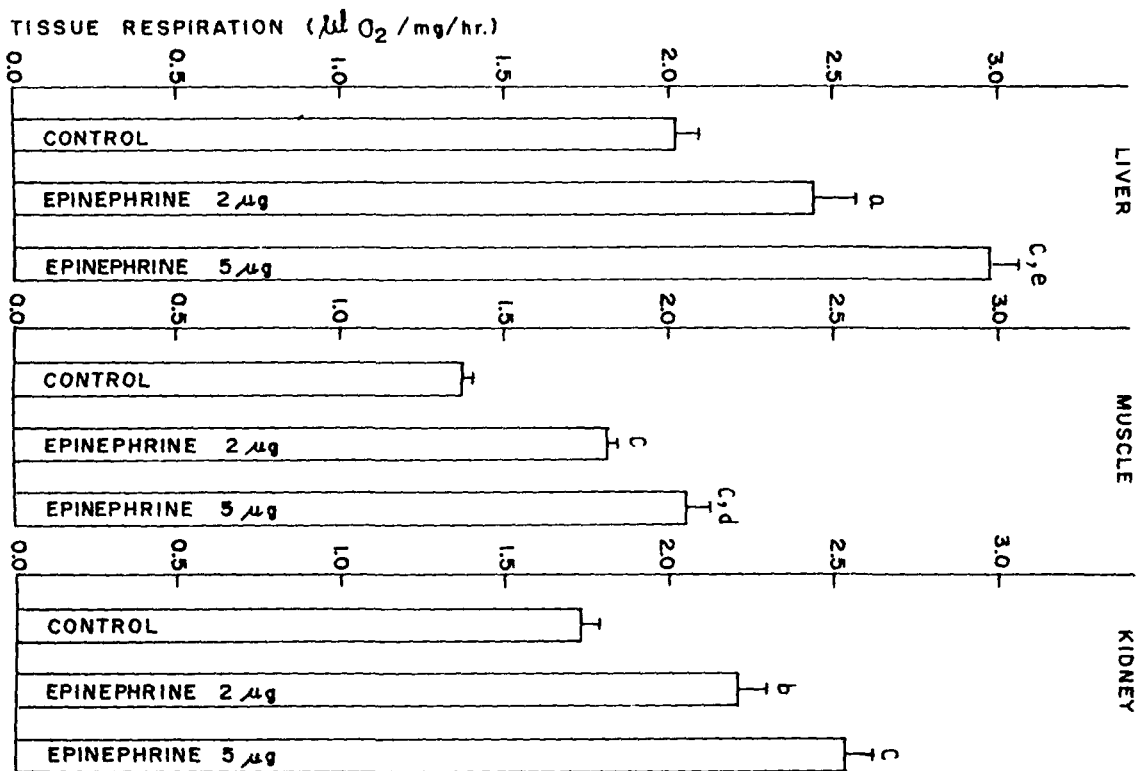 TISSUE RESPIRATION (µl O₂/mg/hr.)
0.0 0.5 1.0 1.5 2.0 2.5 3.0
LIVER
CONTROL
EPINEPHRINE 2 µg a
EPINEPHRINE 5 µg c,e
0.0 0.5 1.0 1.5 2.0 2.5 3.0
MUSCLE
CONTROL
EPINEPHRINE 2 µg c
EPINEPHRINE 5 µg c,d
0.0 0.5 1.0 1.5 2.0 2.5 3.0
KIDNEY
CONTROL
EPINEPHRINE 2 µg b
EPINEPHRINE 5 µg c